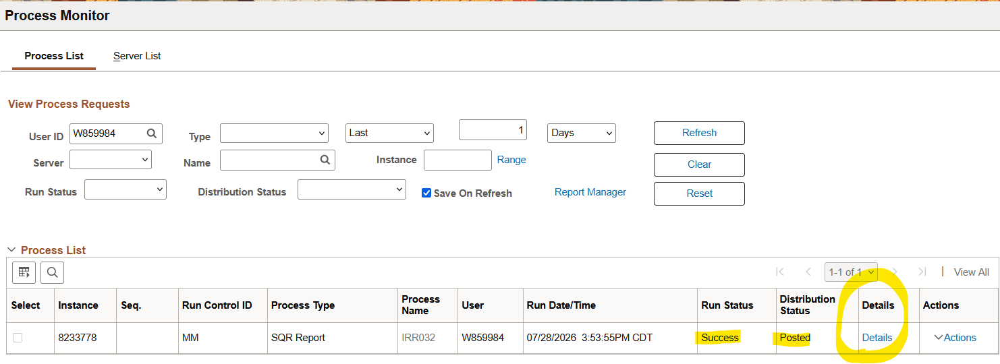 Process Monitor
Process List Server List
View Process Requests
User ID W859984 Type Last 1 Days Refresh
Server Name Instance Range Clear
Run Status Distribution Status Save On Refresh Report Manager Reset
Process List
1-1 of 1 | View All
Select Instance Seq. Run Control ID Process Type Process Name User Run Date/Time Run Status Distribution Status Details Actions
8233778 MM SQR Report IRR032 W859984 07/28/2026 3:53:55PM CDT Success Posted Details Actions